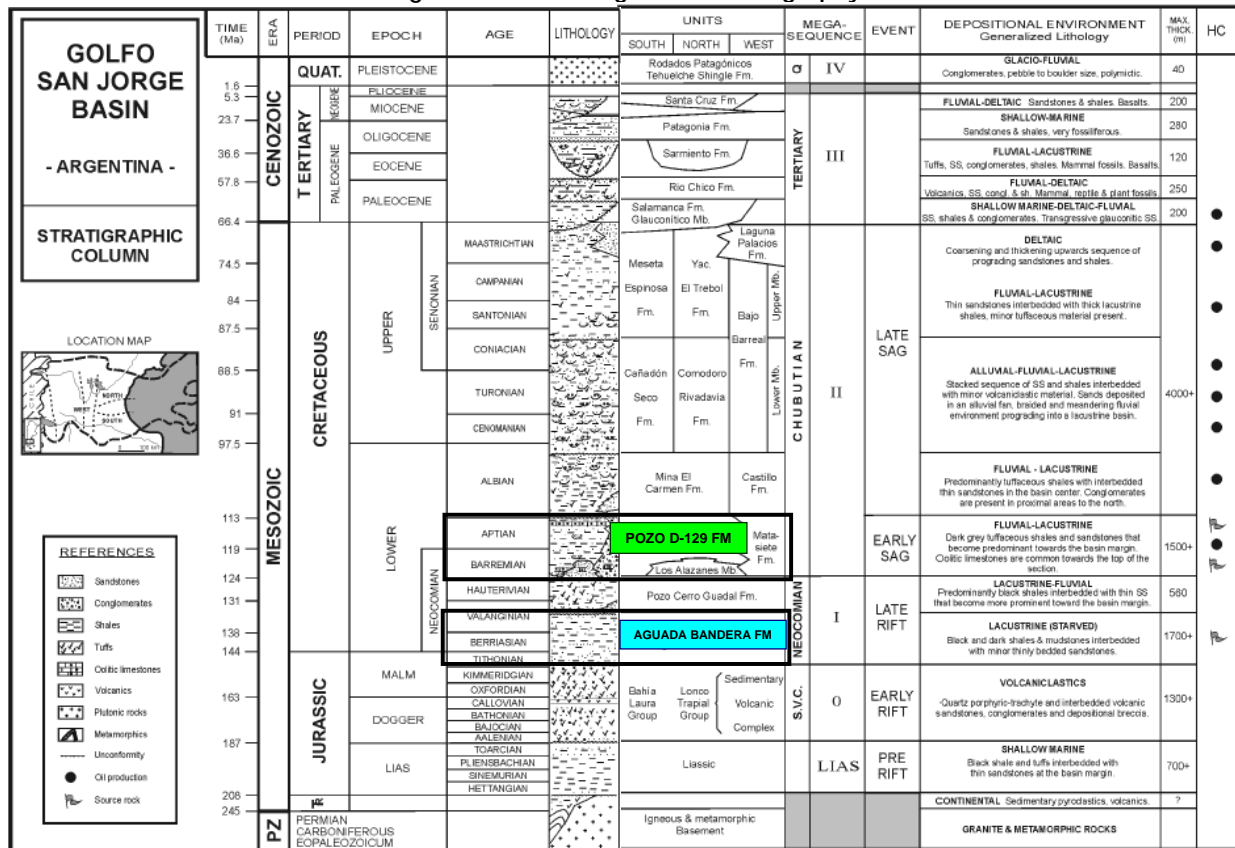 GOLFO
SAN JORGE
BASIN
- ARGENTINA -
STRATIGRAPHIC
COLUMN
LOCATION MAP
WEST
NORTH
SOUTH
REFERENCES
Sandstones
Conglomerates
Shales
Tuffs
Oolitic limestones
Volcanics
Plutonic rocks
Metamorphics
Unconformity
Oil production
Source rock
TIME
(Ma)
1.6
5.3
23.7
36.6
57.8
66.4
74.5
84
87.5
88.5
91
97.5
113
119
124
131
138
144
163
187
208
245
ERA
CENOZOIC
MESOZOIC
PZ
PERIOD
QUAT.
TERTIARY
NEOGENE
PALEOGENE
CRETACEOUS
JURASSIC
PERMIAN
CARBONIFEROUS
EOPALEOZOICUM
EPOCH
PLEISTOCENE
PLIOCENE
MIOCENE
OLIGOCENE
EOCENE
PALEOCENE
UPPER
SENONIAN
LOWER
NEOCOMIAN
MALM
DOGGER
LIAS
AGE
MAASTRICHTIAN
CAMPANIAN
SANTONIAN
CONIACIAN
TURONIAN
CENOMANIAN
ALBIAN
APTIAN
BARREMIAN
HAUTERIVIAN
VALANGINIAN
BERRIASIAN
TITHONIAN
KIMMERIDGIAN
OXFORDIAN
CALLOVIAN
BATHONIAN
BAJOCIAN
AALENIAN
TOARCIAN
PLIENSBACHIAN
SINEMURIAN
HETTANGIAN
LITHOLOGY
UNITS
SOUTH NORTH WEST
Rodados Patagónicos
Tehuelche Shingle Fm.
Santa Cruz Fm.
Patagonia Fm.
Sarmiento Fm.
Rio Chico Fm.
Salamanca Fm.
Glauconitico Mb.
Laguna
Palacios
Fm.
Meseta
Espinosa
Fm.
Yac.
El Trebol
Fm.
Bajo
Barreal
Fm.
Upper Mb.
Lower Mb.
Cañadón
Seco
Fm.
Comodoro
Rivadavia
Fm.
Mina El
Carmen Fm.
Castillo
Fm.
POZO D-129 FM
Mata-
siete
Fm.
Los Alazanes Mb.
Pozo Cerro Guadal Fm.
AGUADA BANDERA FM
Bahía
Laura
Group
Lonco
Trapial
Group
Sedimentary
Volcanic
Complex
Liassic
Igneous & metamorphic
Basement
MEGA-
SEQUENCE
Q IV
TERTIARY III
CHUBUTIAN II
NEOCOMIAN I
S.V.C. 0
LIAS
EVENT
LATE
SAG
EARLY
SAG
LATE
RIFT
EARLY
RIFT
PRE
RIFT
DEPOSITIONAL ENVIRONMENT
Generalized Lithology
GLACIO-FLUVIAL
Conglomerates, pebble to boulder size, polymictic.
FLUVIAL-DELTAIC Sandstones & shales. Basalts.
SHALLOW-MARINE
Sandstones & shales, very fossiliferous.
FLUVIAL-LACUSTRINE
Tuffs, SS, conglomerates, shales. Mammal fossils. Basalts.
FLUVIAL-DELTAIC
Volcanics, SS, congl. & sh. Mammal, reptile & plant fossils.
SHALLOW MARINE-DELTAIC-FLUVIAL
SS, shales & conglomerates. Transgressive glauconitic SS.
DELTAIC
Coarsening and thickening upwards sequence of
prograding sandstones and shales.
FLUVIAL-LACUSTRINE
Thin sandstones interbedded with thick lacustrine
shales, minor tuffaceous material present.
ALLUVIAL-FLUVIAL-LACUSTRINE
Stacked sequence of SS and shales interbedded
with minor volcaniclastic material. Sands deposited
in an alluvial fan, braided and meandering fluvial
environment prograding into a lacustrine basin.
FLUVIAL - LACUSTRINE
Predominantly tuffaceous shales with interbedded
thin sandstones in the basin center. Conglomerates
are present in proximal areas to the north.
FLUVIAL-LACUSTRINE
Dark grey tuffaceous shales and sandstones that
become predominant towards the basin margin.
Oolitic limestones are common towards the top of the
section.
LACUSTRINE-FLUVIAL
Predominantly black shales interbedded with thin SS
that become more prominent toward the basin margin.
LACUSTRINE (STARVED)
Black and dark shales & mudstones interbedded
with minor thinly bedded sandstones.
VOLCANICLASTICS
-Quartz porphyric-trachyte and interbedded volcanic
sandstones, conglomerates and depositional breccia.
SHALLOW MARINE
Black shale and tuffs interbedded with
thin sandstones at the basin margin.
CONTINENTAL Sedimentary pyroclastics, volcanics.
GRANITE & METAMORPHIC ROCKS
MAX.
THICK.
(m)
40
200
280
120
250
200
4000+
1500+
560
1700+
1300+
700+
?
HC